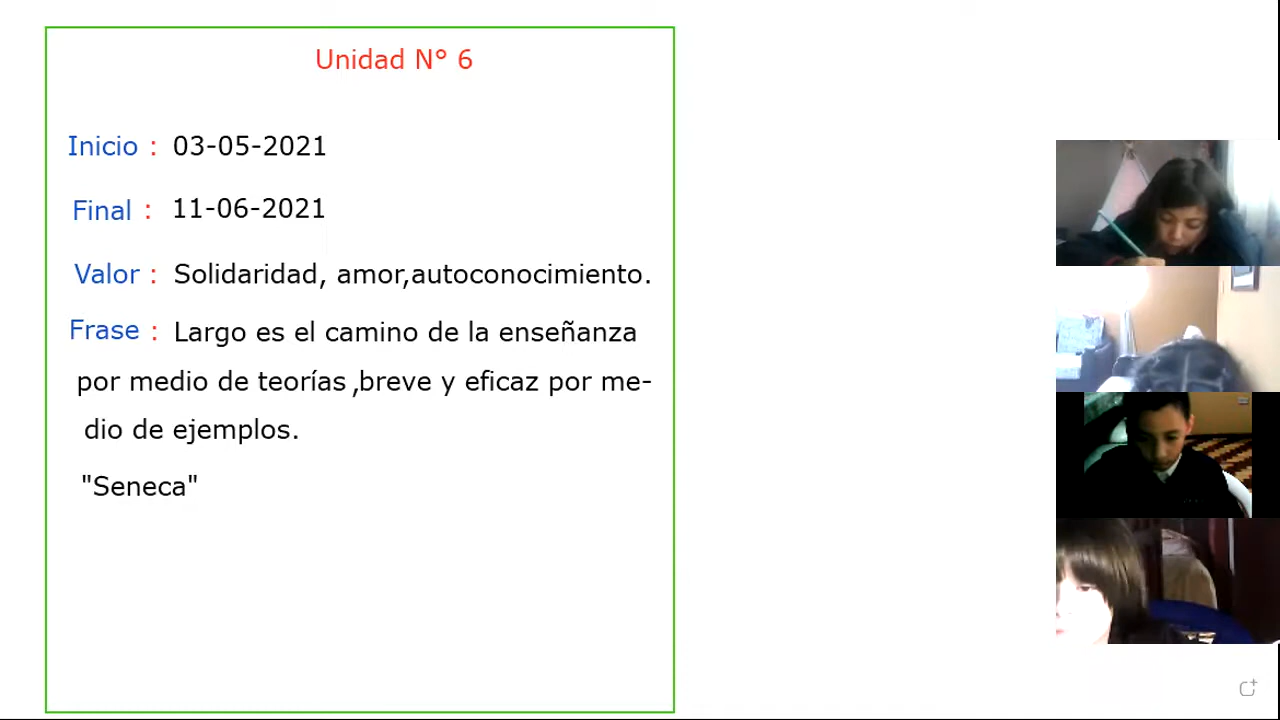 Unidad N° 6
Inicio : 03-05-2021
Final : 11-06-2021
Valor : Solidaridad, amor,autoconocimiento.
Frase : Largo es el camino de la enseñanza
por medio de teorías ,breve y eficaz por me-
dio de ejemplos.
"Seneca"